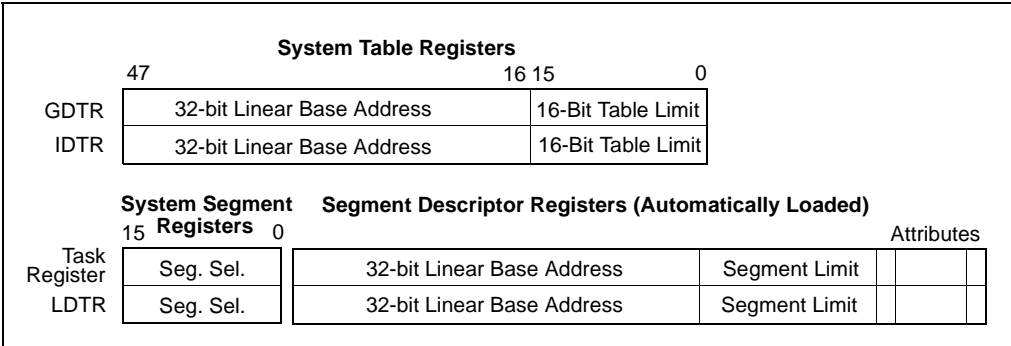 System Table Registers
47 16 15 0
GDTR 32-bit Linear Base Address 16-Bit Table Limit
IDTR 32-bit Linear Base Address 16-Bit Table Limit
System Segment Segment Descriptor Registers (Automatically Loaded)
15 Registers 0 Attributes
Task
Register Seg. Sel. 32-bit Linear Base Address Segment Limit
LDTR Seg. Sel. 32-bit Linear Base Address Segment Limit